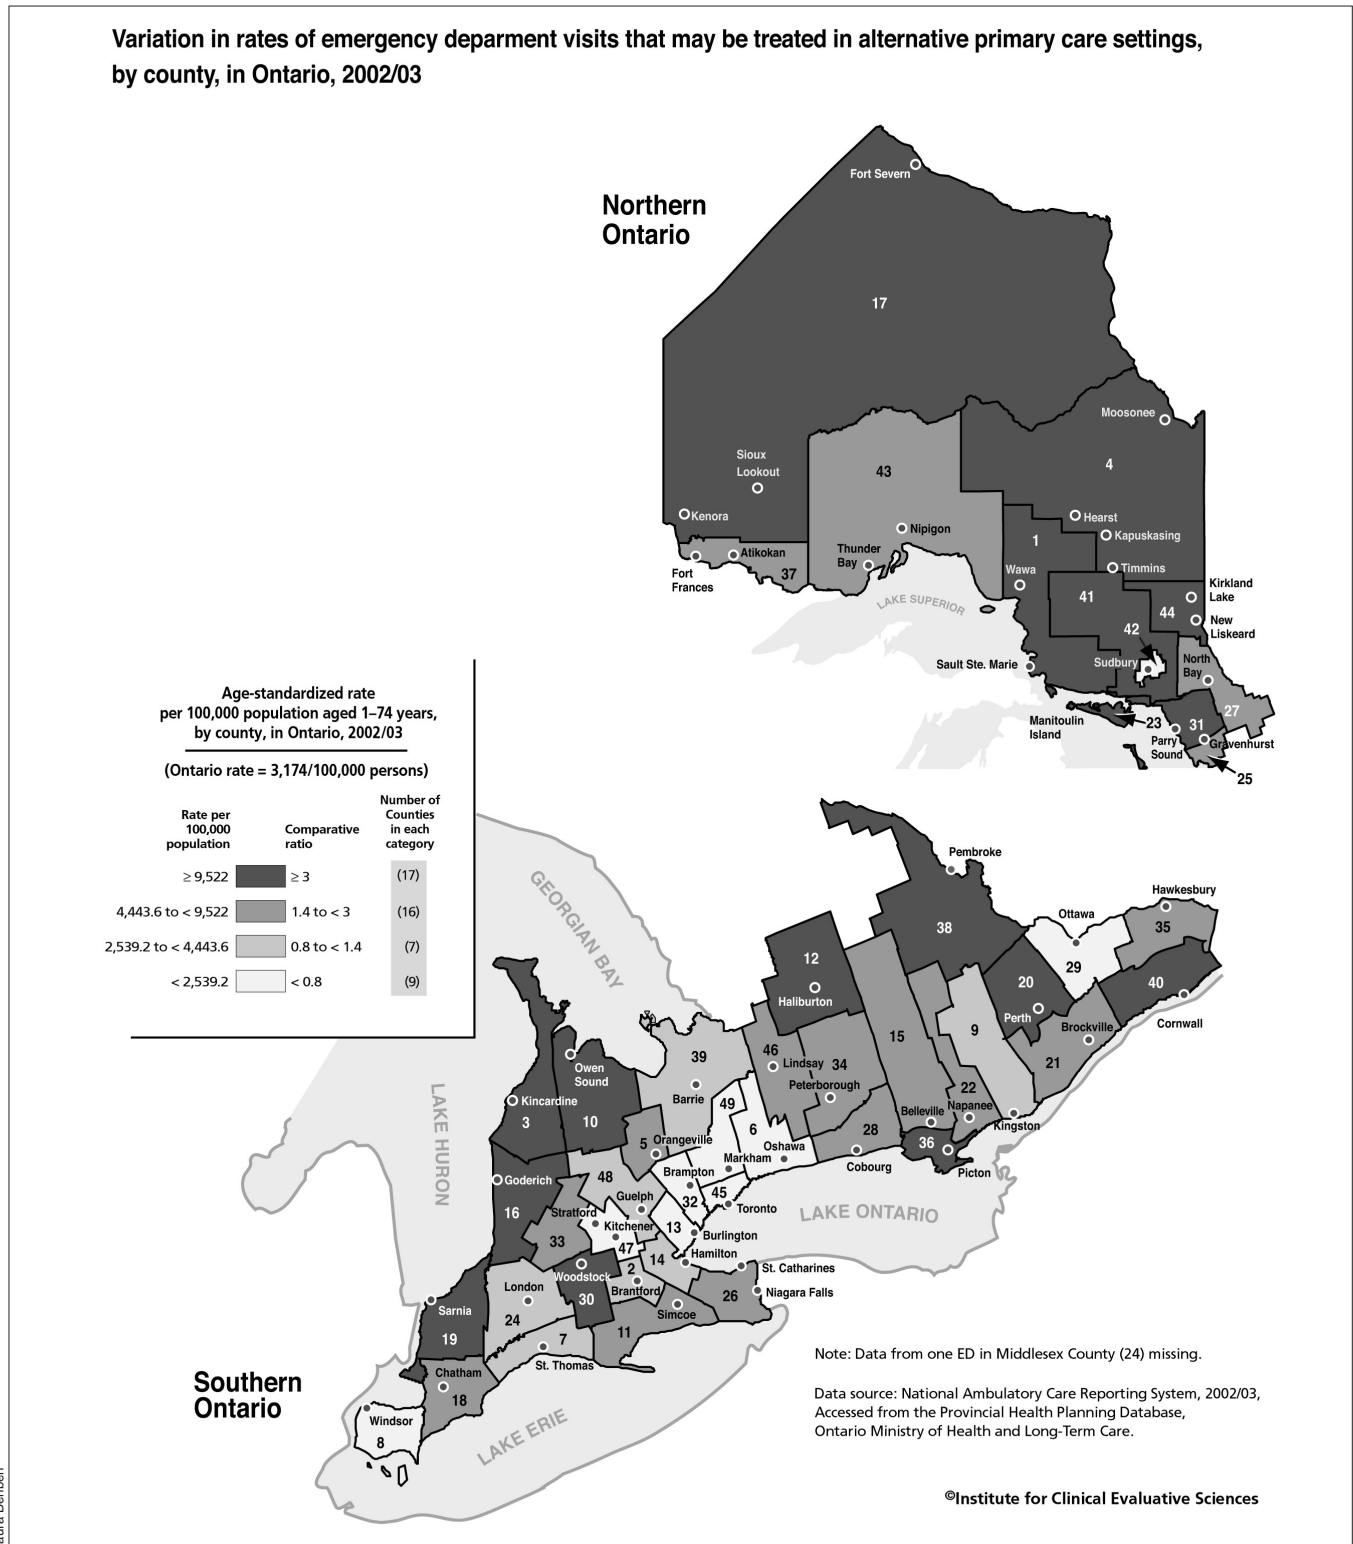 Variation in rates of emergency deparment visits that may be treated in alternative primary care settings,
by county, in Ontario, 2002/03
Northern
Ontario
Fort Severn
17
Moosonee
Sioux
Lookout
43
4
Kenora
Hearst
Nipigon
Kapuskasing
1
Atikokan
Thunder
Bay
Timmins
Wawa
Fort
Frances
37
Kirkland
Lake
41
44
LAKE SUPERIOR
New
Liskeard
42
Sault Ste. Marie
Sudbury
North
Bay
27
Manitoulin
Island
23
31
Parry
Sound
Gravenhurst
25
Age-standardized rate
per 100,000 population aged 1–74 years,
by county, in Ontario, 2002/03
(Ontario rate = 3,174/100,000 persons)
Rate per
100,000
population
Comparative
ratio
Number of
Counties
in each
category
≥ 9,522 ≥ 3 (17)
4,443.6 to < 9,522 1.4 to < 3 (16)
2,539.2 to < 4,443.6 0.8 to < 1.4 (7)
< 2,539.2 < 0.8 (9)
GEORGIAN BAY
Pembroke
Hawkesbury
Ottawa
38
35
12
29
Haliburton
20
40
Perth
Cornwall
Brockville
9
15
39
46
Lindsay
34
21
Owen
Sound
Peterborough
22
Barrie
Kincardine
LAKE HURON
49
Belleville
Napanee
3
10
6
28
Kingston
5
Orangeville
36
Oshawa
Markham
Cobourg
Picton
Goderich
48
Brampton
Guelph
32
45
Toronto
16
Stratford
LAKE ONTARIO
Kitchener
13
Burlington
33
47
Hamilton
14
St. Catharines
2
Woodstock
London
Brantford
Niagara Falls
30
26
Sarnia
24
Simcoe
19
7
11
St. Thomas
Chatham
18
Southern
Ontario
Windsor
8
LAKE ERIE
Note: Data from one ED in Middlesex County (24) missing.
Data source: National Ambulatory Care Reporting System, 2002/03,
Accessed from the Provincial Health Planning Database,
Ontario Ministry of Health and Long-Term Care.
©Institute for Clinical Evaluative Sciences